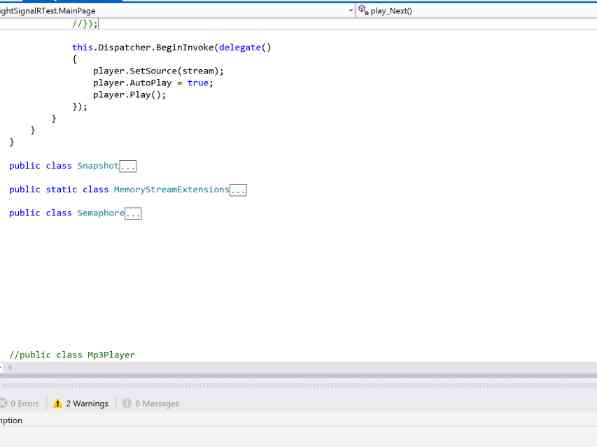 ightSignalRTest.MainPage play_Next()
//});
this.Dispatcher.BeginInvoke(delegate()
{
player.SetSource(stream);
player.AutoPlay = true;
player.Play();
});
}
}
}
public class Snapshot...
public static class MemoryStreamExtensions...
public class Semaphore...
//public class Mp3Player
0 Errors 2 Warnings 0 Messages
ription